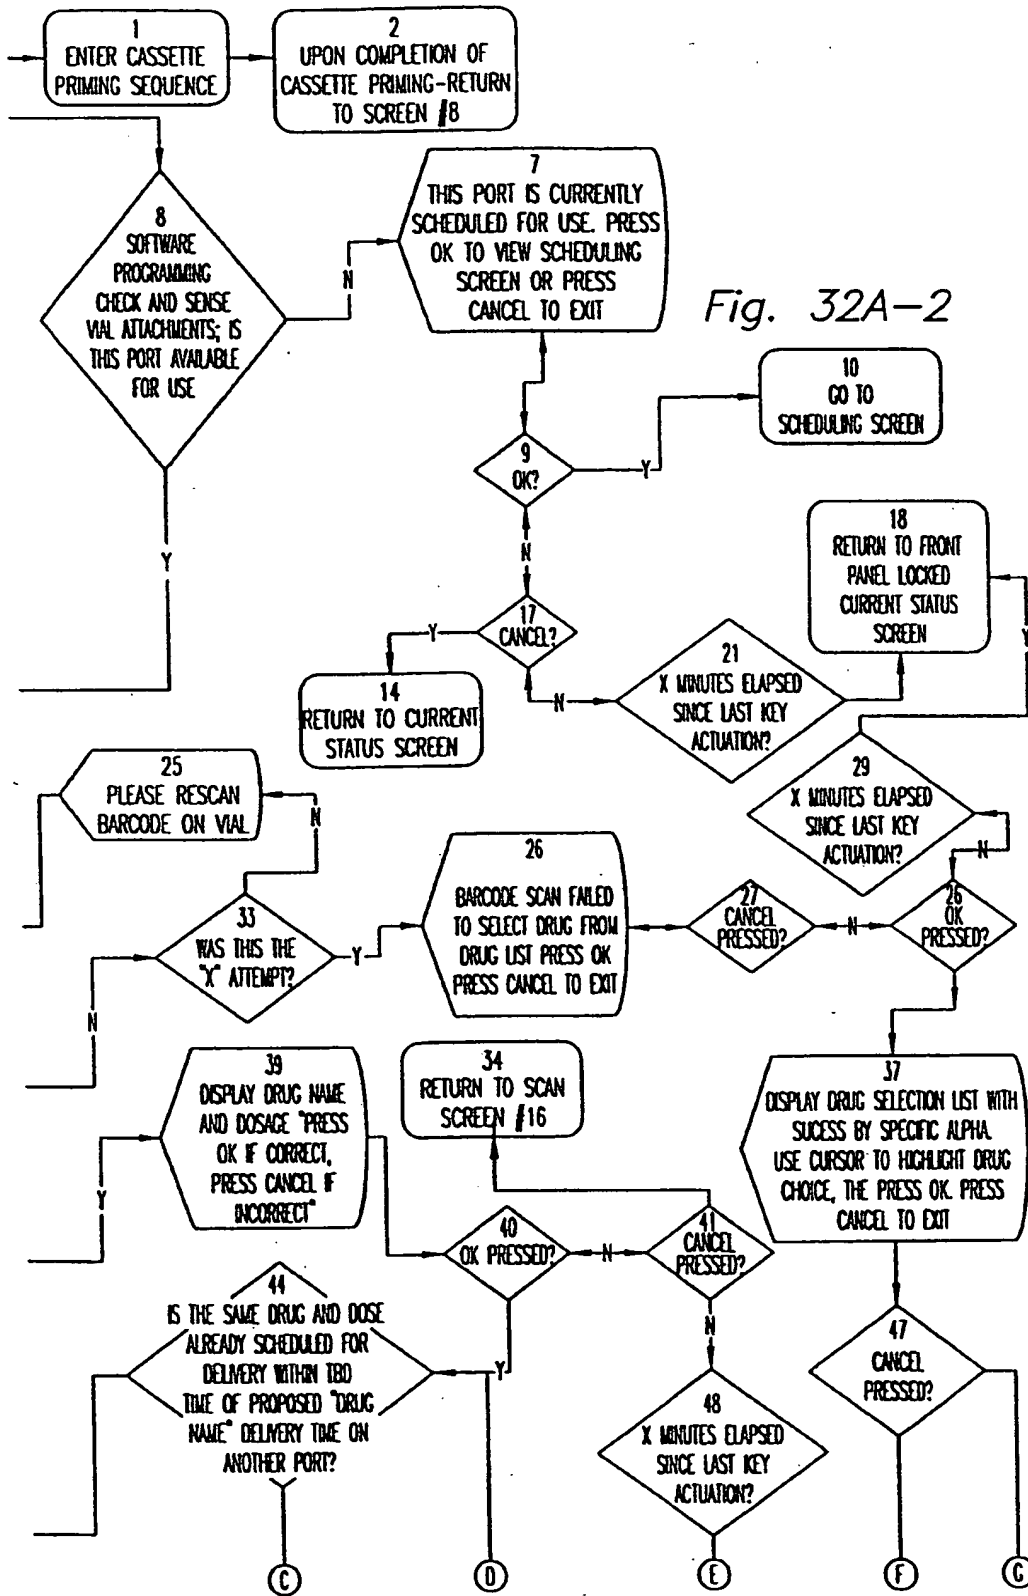 1
ENTER CASSETTE
PRIMING SEQUENCE
2
UPON COMPLETION OF
CASSETTE PRIMING-RETURN
TO SCREEN #8
7
THIS PORT IS CURRENTLY
SCHEDULED FOR USE. PRESS
OK TO VIEW SCHEDULING
SCREEN OR PRESS
CANCEL TO EXIT
8
SOFTWARE
PROGRAMMING
CHECK AND SENSE
VIAL ATTACHMENTS; IS
THIS PORT AVAILABLE
FOR USE
N
Y
Fig. 32A-2
10
GO TO
SCHEDULING SCREEN
9
OK?
Y
N
17
CANCEL?
Y
N
14
RETURN TO CURRENT
STATUS SCREEN
21
X MINUTES ELAPSED
SINCE LAST KEY
ACTUATION?
18
RETURN TO FRONT
PANEL LOCKED
CURRENT STATUS
SCREEN
Y
29
X MINUTES ELAPSED
SINCE LAST KEY
ACTUATION?
N
25
PLEASE RESCAN
BARCODE ON VIAL
N
33
WAS THIS THE
"X" ATTEMPT?
Y
N
26
BARCODE SCAN FAILED
TO SELECT DRUG FROM
DRUG LIST PRESS OK
PRESS CANCEL TO EXIT
27
CANCEL
PRESSED?
N
26
OK
PRESSED?
39
DISPLAY DRUG NAME
AND DOSAGE "PRESS
OK IF CORRECT,
PRESS CANCEL IF
INCORRECT"
Y
34
RETURN TO SCAN
SCREEN #16
37
DISPLAY DRUG SELECTION LIST WITH
SUCESS BY SPECIFIC ALPHA.
USE CURSOR TO HIGHLIGHT DRUG
CHOICE, THE PRESS OK. PRESS
CANCEL TO EXIT
40
OK PRESSED?
N
Y
41
CANCEL
PRESSED?
N
44
IS THE SAME DRUG AND DOSE
ALREADY SCHEDULED FOR
DELIVERY WITHIN TBD
TIME OF PROPOSED "DRUG
NAME" DELIVERY TIME ON
ANOTHER PORT?
Y
48
X MINUTES ELAPSED
SINCE LAST KEY
ACTUATION?
47
CANCEL
PRESSED?
C
D
E
F
G